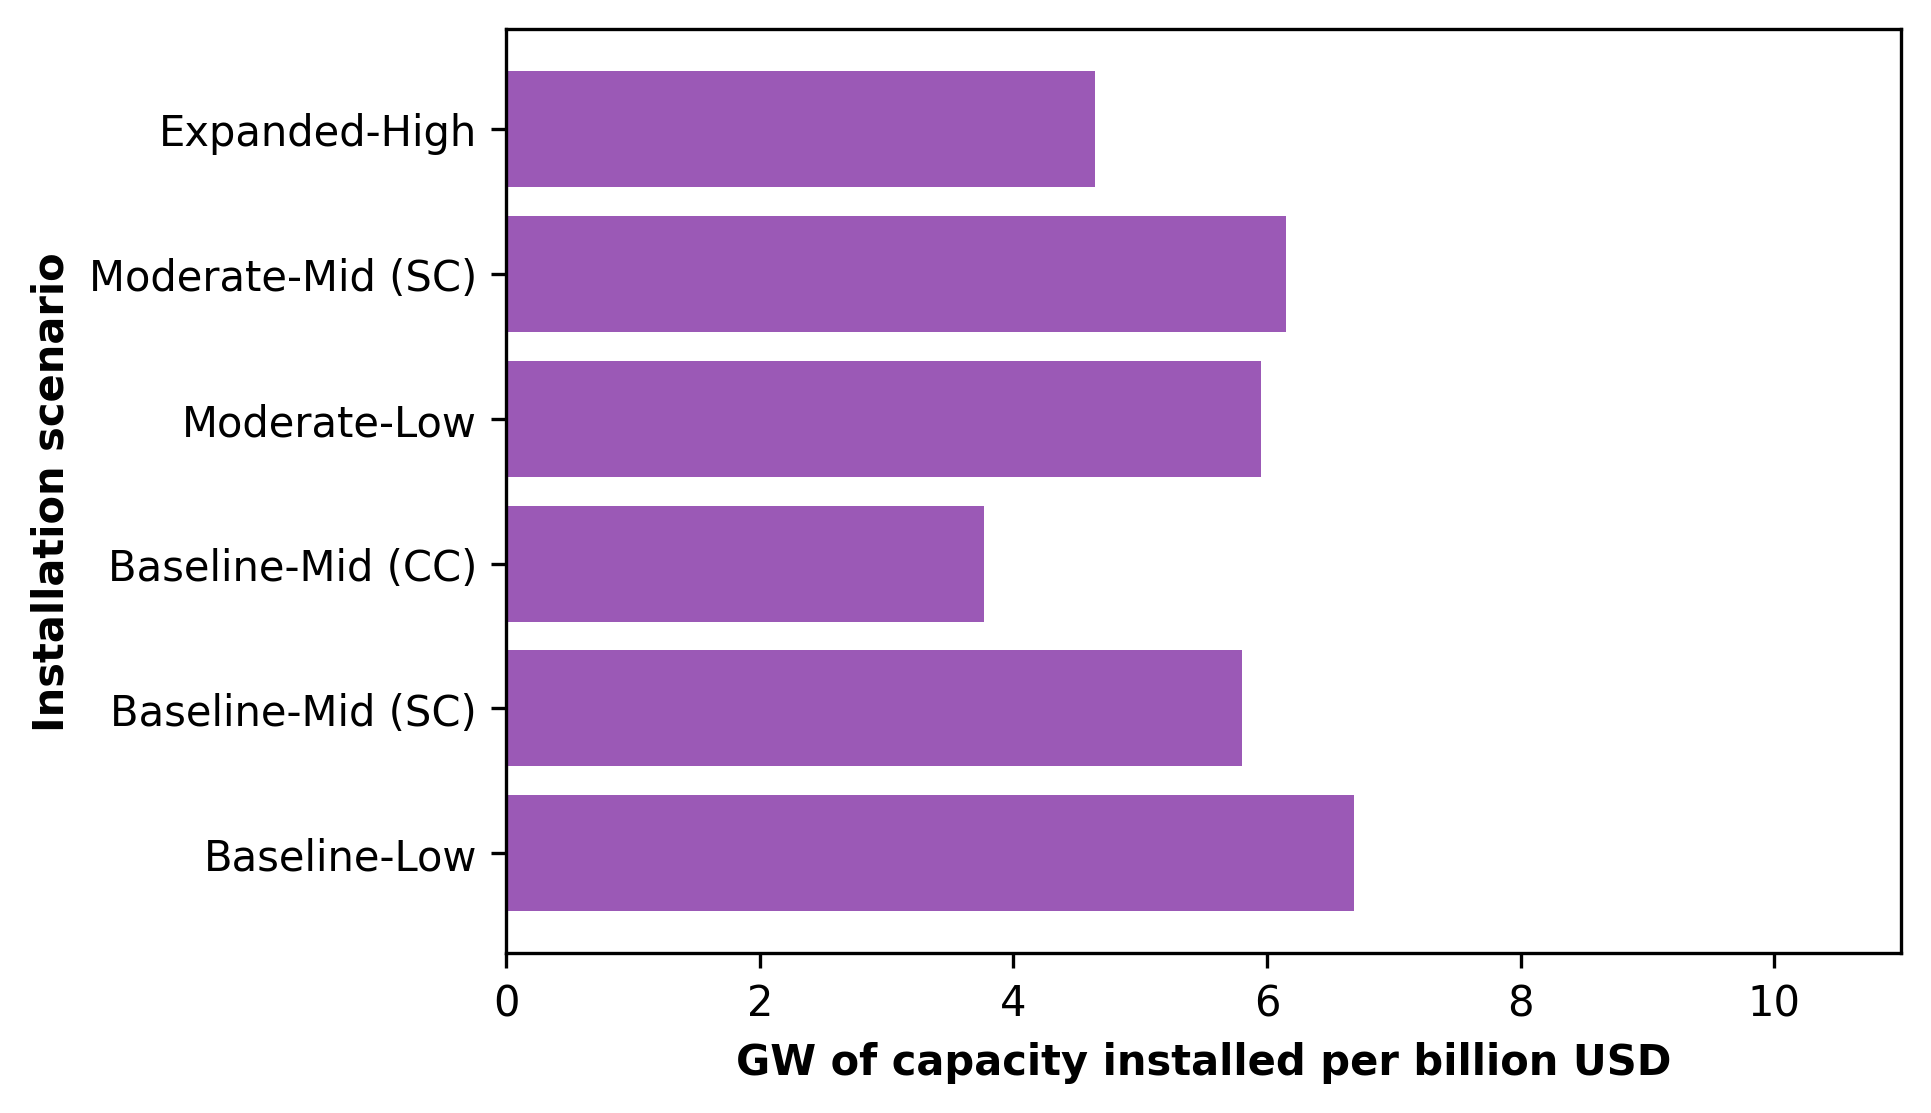 Installation scenario
Expanded-High
Moderate-Mid (SC)
Moderate-Low
Baseline-Mid (CC)
Baseline-Mid (SC)
Baseline-Low
0 2 4 6 8 10
GW of capacity installed per billion USD